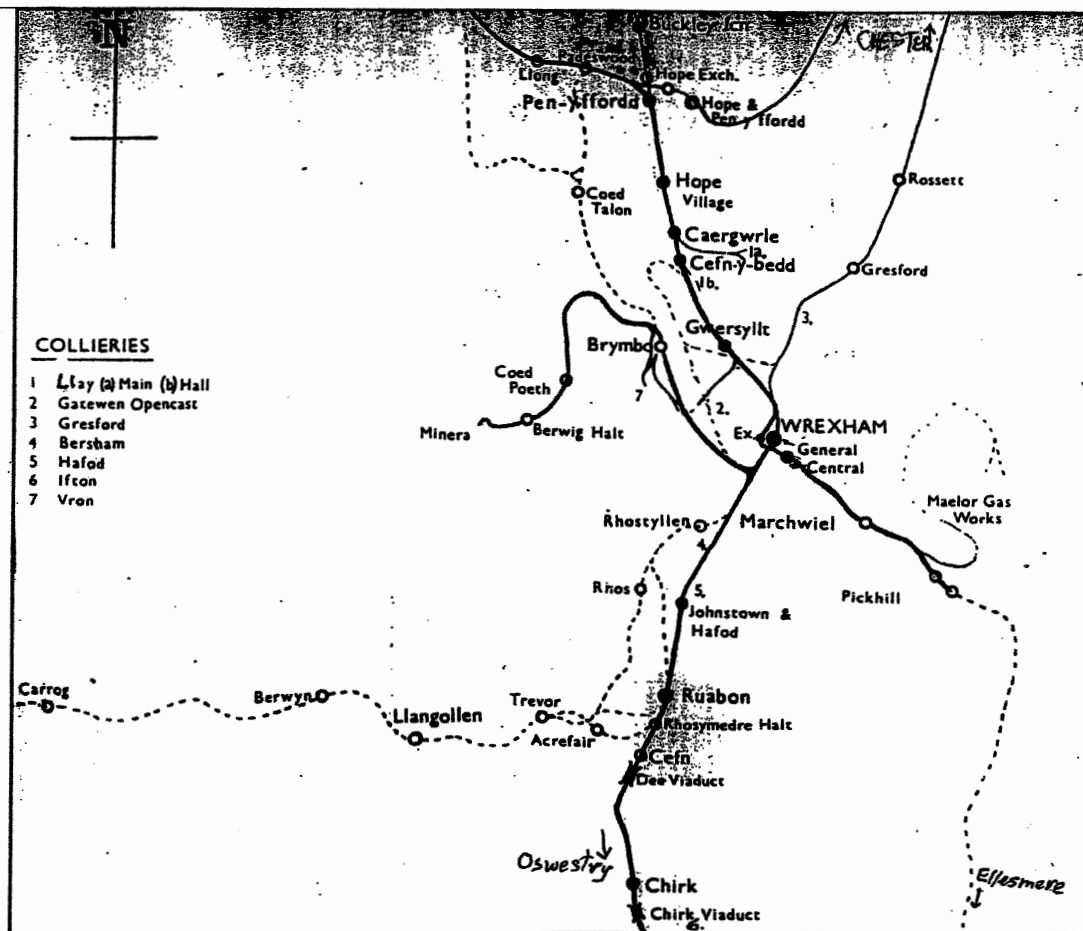 N
Buckley Jcn
CHESTER
Llong
Padeswood
Hope Exch.
Pen-y-ffordd
Hope &
Pen y ffordd
Coed
Talon
Hope
Village
Rossett
Caergwrle
1a.
Cefn-y-bedd
1b.
Gresford
COLLIERIES
1 Llay (a) Main (b) Hall
2 Gatewen Opencast
3 Gresford
4 Bersham
5 Hafod
6 Ifton
7 Vron
Gwersyllt
3.
Brymbo
Coed
Poeth
7
2.
Minera
Berwig Halt
Ex.
WREXHAM
General
Central
Maelor Gas
Works
Rhostyllen
Marchwiel
4.
Rhos
5.
Johnstown &
Hafod
Pickhill
Carrog
Berwyn
Llangollen
Trevor
Acrefair
Ruabon
Rhosymedre Halt
Cefn
Dee Viaduct
Oswestry
Chirk
Chirk Viaduct
6.
Ellesmere